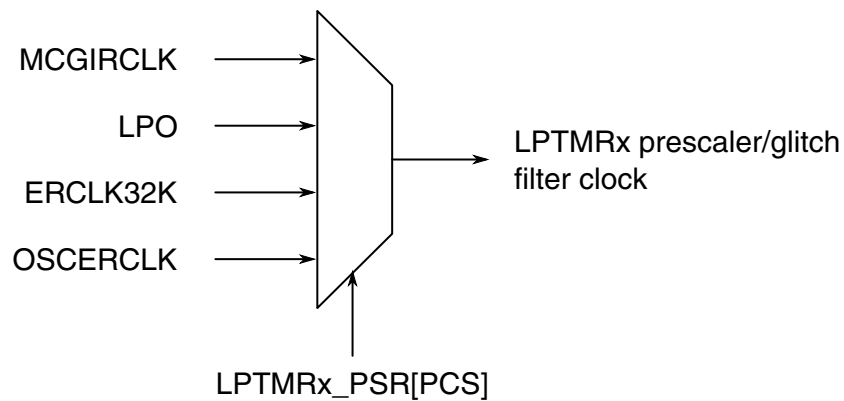 MCGIRCLK
LPO
ERCLK32K
OSCERCLK
LPTMRx prescaler/glitch
filter clock
LPTMRx_PSR[PCS]